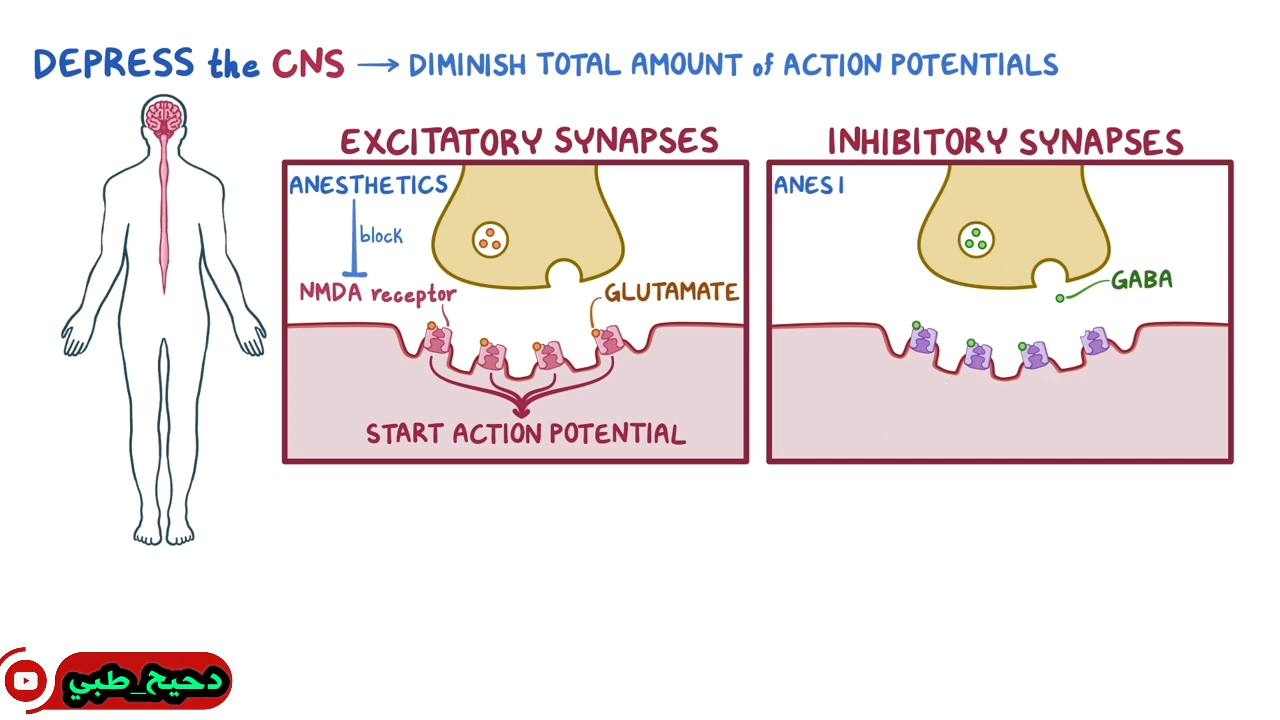 DEPRESS the CNS → DIMINISH TOTAL AMOUNT of ACTION POTENTIALS
EXCITATORY SYNAPSES
ANESTHETICS
block
NMDA receptor
GLUTAMATE
START ACTION POTENTIAL
INHIBITORY SYNAPSES
ANES
GABA
دحيح_طبي